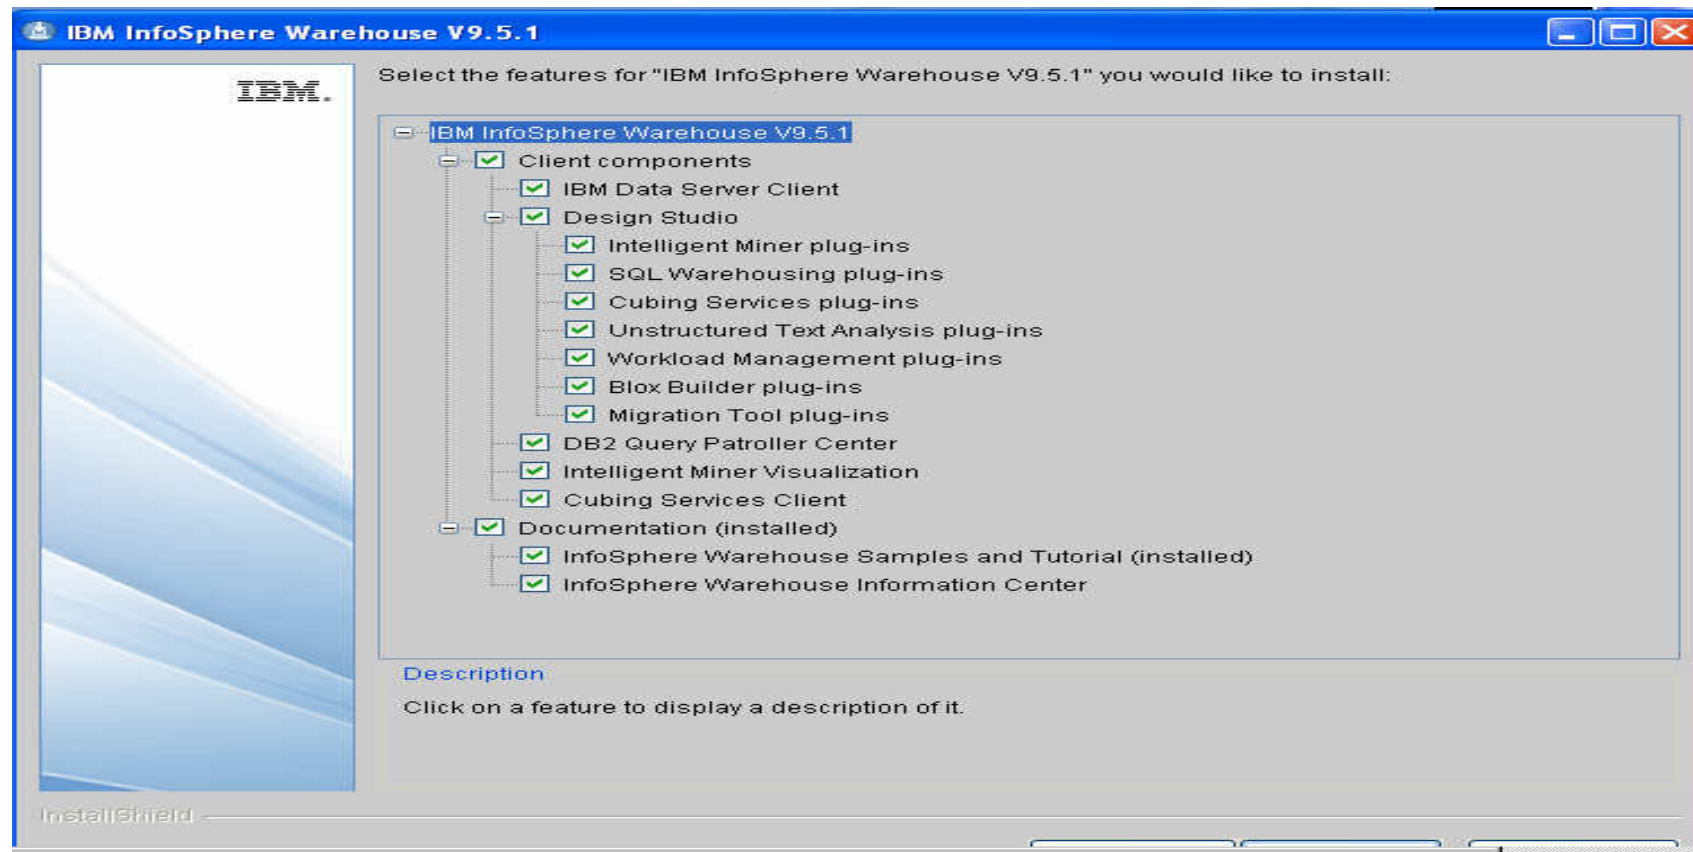 IBM InfoSphere Warehouse V9.5.1
IBM.
Select the features for "IBM InfoSphere Warehouse V9.5.1" you would like to install:
IBM InfoSphere Warehouse V9.5.1
Client components
IBM Data Server Client
Design Studio
Intelligent Miner plug-ins
SQL Warehousing plug-ins
Cubing Services plug-ins
Unstructured Text Analysis plug-ins
Workload Management plug-ins
Blox Builder plug-ins
Migration Tool plug-ins
DB2 Query Patroller Center
Intelligent Miner Visualization
Cubing Services Client
Documentation (installed)
InfoSphere Warehouse Samples and Tutorial (installed)
InfoSphere Warehouse Information Center
Description
Click on a feature to display a description of it.
InstallShield